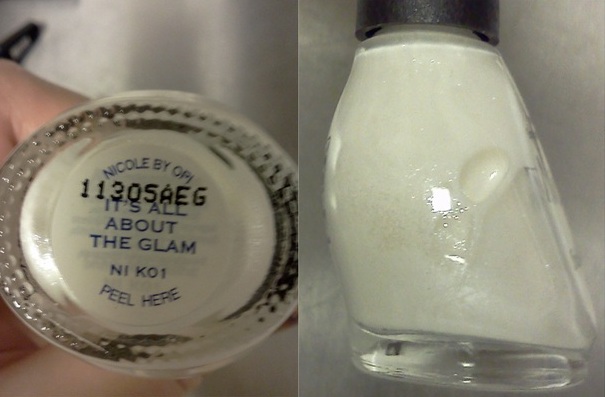 NICOLE BY OPI
11305AEG
IT'S ALL
ABOUT
THE GLAM
NI K01
PEEL HERE